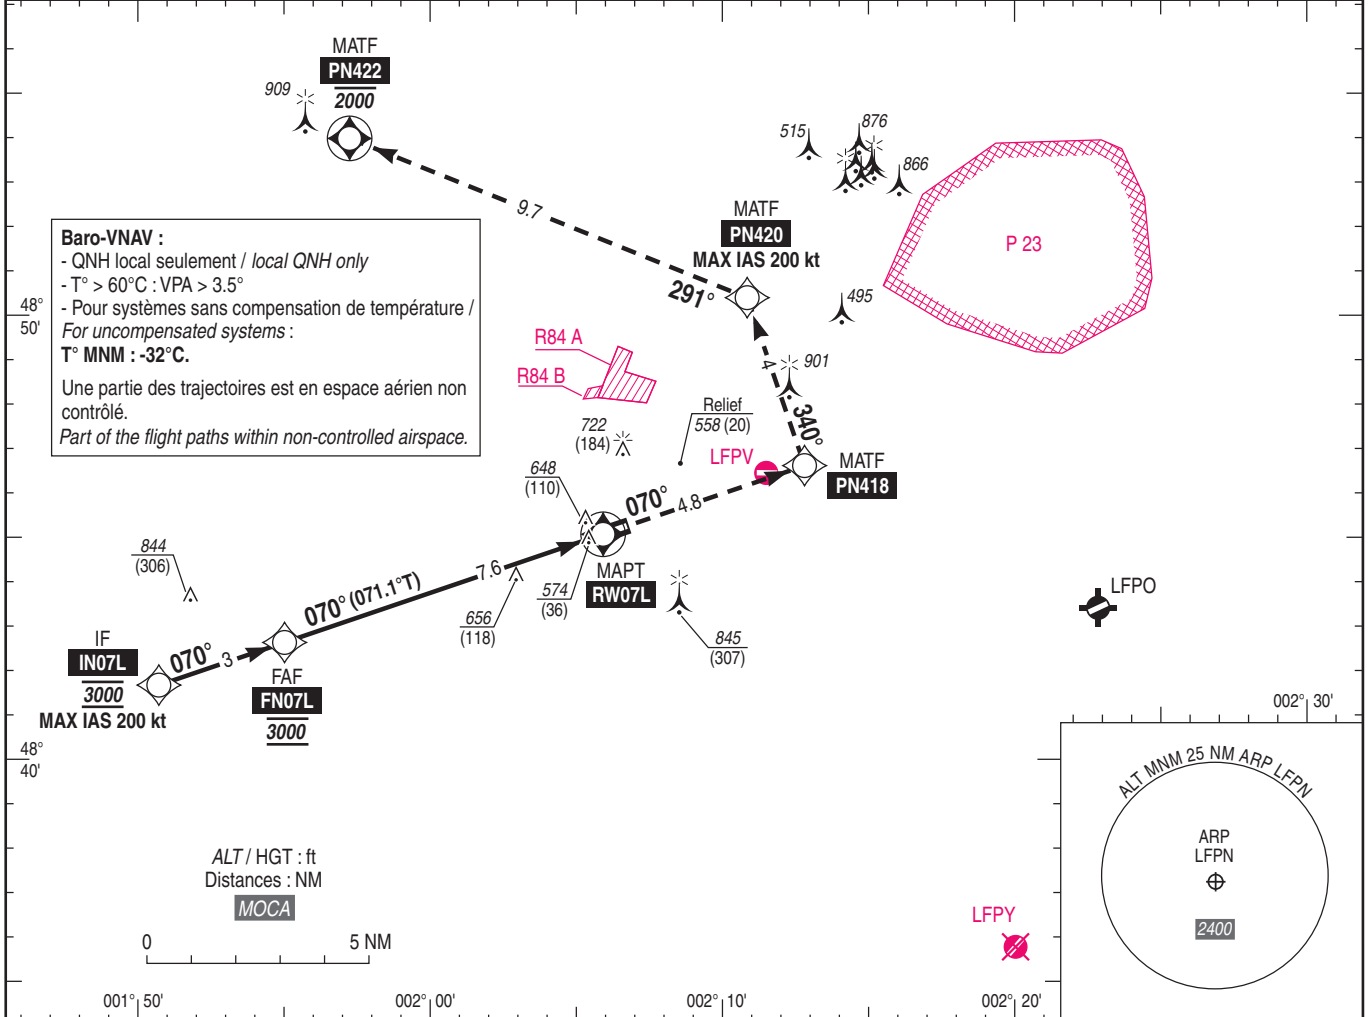 MATF
PN422
2000
909
9.7
515
876
866
MATF
PN420
MAX IAS 200 kt
291°
P 23
495
Baro-VNAV :
- QNH local seulement / local QNH only
- T° > 60°C : VPA > 3.5°
- Pour systèmes sans compensation de température /
For uncompensated systems :
T° MNM : -32°C.
Une partie des trajectoires est en espace aérien non
contrôlé.
Part of the flight paths within non-controlled airspace.
48°
50'
R84 A
R84 B
4
901
340°
722
(184)
Relief
558 (20)
LFPV
MATF
PN418
648
(110)
070°
4.8
844
(306)
070° (071.1°T)
7.6
656
(118)
574
(36)
MAPT
RW07L
845
(307)
LFPO
IF
IN07L
3000
MAX IAS 200 kt
070°
3
FAF
FN07L
3000
48°
40'
002° 30'
ALT MNM 25 NM ARP LFPN
ARP
LFPN
2400
ALT / HGT : ft
Distances : NM
MOCA
0
5 NM
LFPY
001° 50'
002° 00'
002° 10'
002° 20'